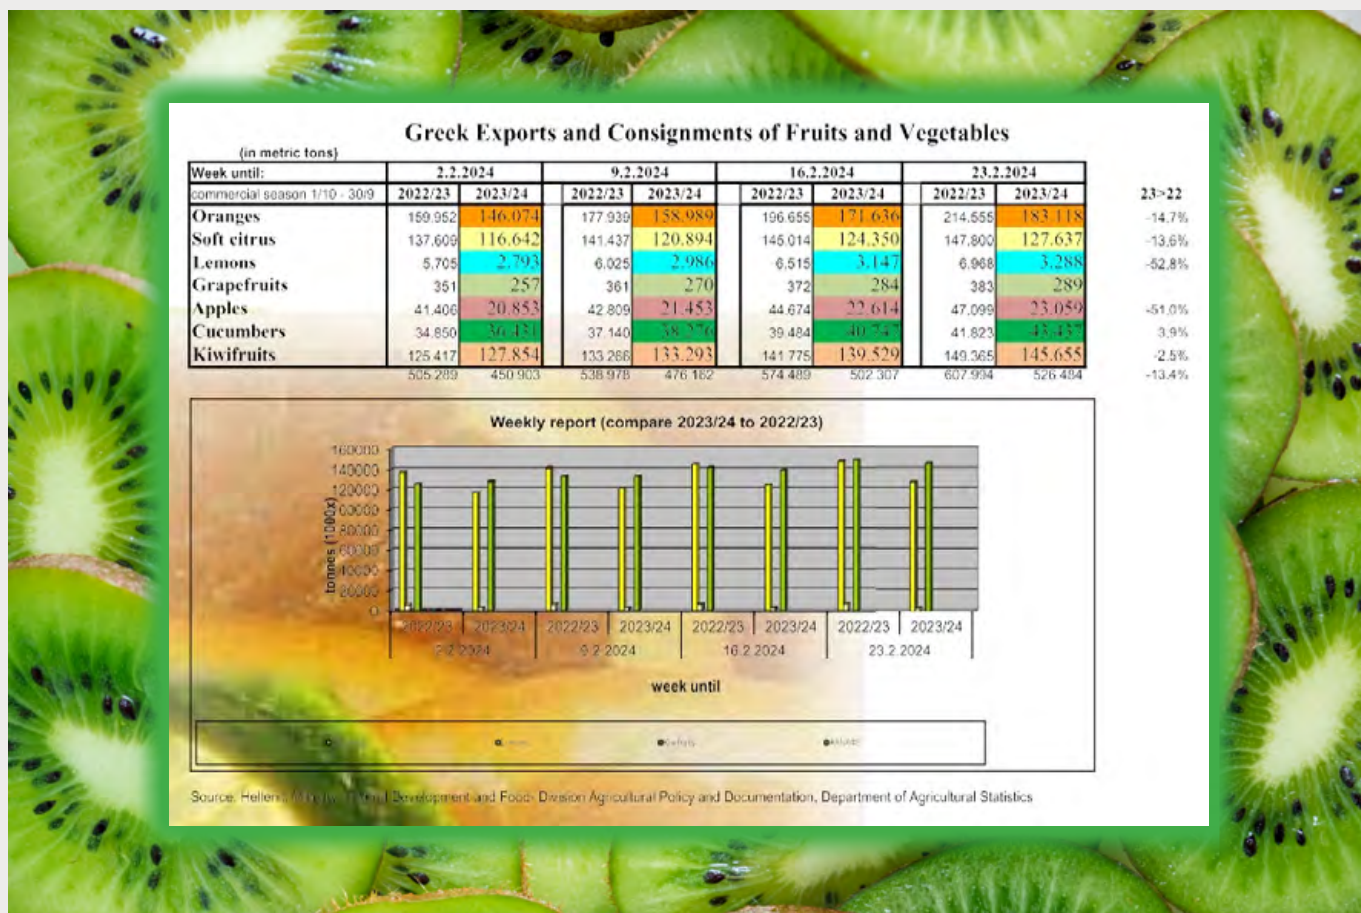 Greek Exports and Consignments of Fruits and Vegetables
(in metric tons)
Week until: 2.2.2024 9.2.2024 16.2.2024 23.2.2024
commercial season 1/10 - 30/9 2022/23 2023/24 2022/23 2023/24 2022/23 2023/24 2022/23 2023/24 23>22
Oranges 159.952 146.074 177.939 158.989 196.655 171.636 214.555 183.118 -14.7%
Soft citrus 137.609 116.642 141.437 120.894 145.014 124.350 147.800 127.637 -13,6%
Lemons 5.705 2.793 6.025 2.986 6.515 3.147 6.968 3.288 -52.8%
Grapefruits 351 257 361 270 372 284 383 289
Apples 41.406 20.853 42.809 21.453 44.674 22.614 47.099 23.059 -51.0%
Cucumbers 34.850 36.431 37.140 38.276 39.484 40.747 41.823 43.437 3.9%
Kiwifruits 125.417 127.854 133.266 133.293 141.775 139.529 149.365 145.655 -2.5%
505.289 450.903 538.978 476.162 574.489 502.307 607.994 526.484 -13.4%
Weekly report (compare 2023/24 to 2022/23)
160000
140000
120000
100000
80000
60000
40000
20000
0
tonnes (1000x)
2022/23 2023/24 2022/23 2023/24 2022/23 2023/24 2022/23 2023/24
2.2.2024 9.2.2024 16.2.2024 23.2.2024
week until
Source: Development and Food- Division Agricultural Policy and Documentation, Department of Agricultural Statistics